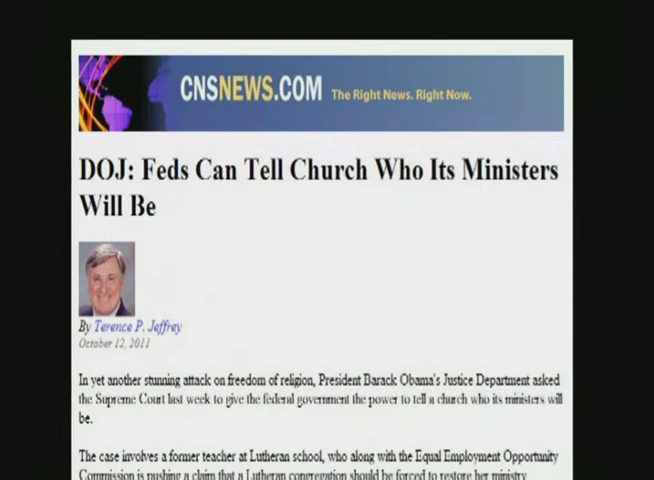 CNSNEWS.COM The Right News. Right Now.
DOJ: Feds Can Tell Church Who Its Ministers
Will Be
By Terence P. Jeffrey
October 12, 2011
In yet another stunning attack on freedom of religion, President Barack Obama's Justice Department asked
the Supreme Court last week to give the federal government the power to tell a church who its ministers will
be.
The case involves a former teacher at Lutheran school, who along with the Equal Employment Opportunity
Commission is pushing a claim that a Lutheran congregation should be forced to restore her ministry